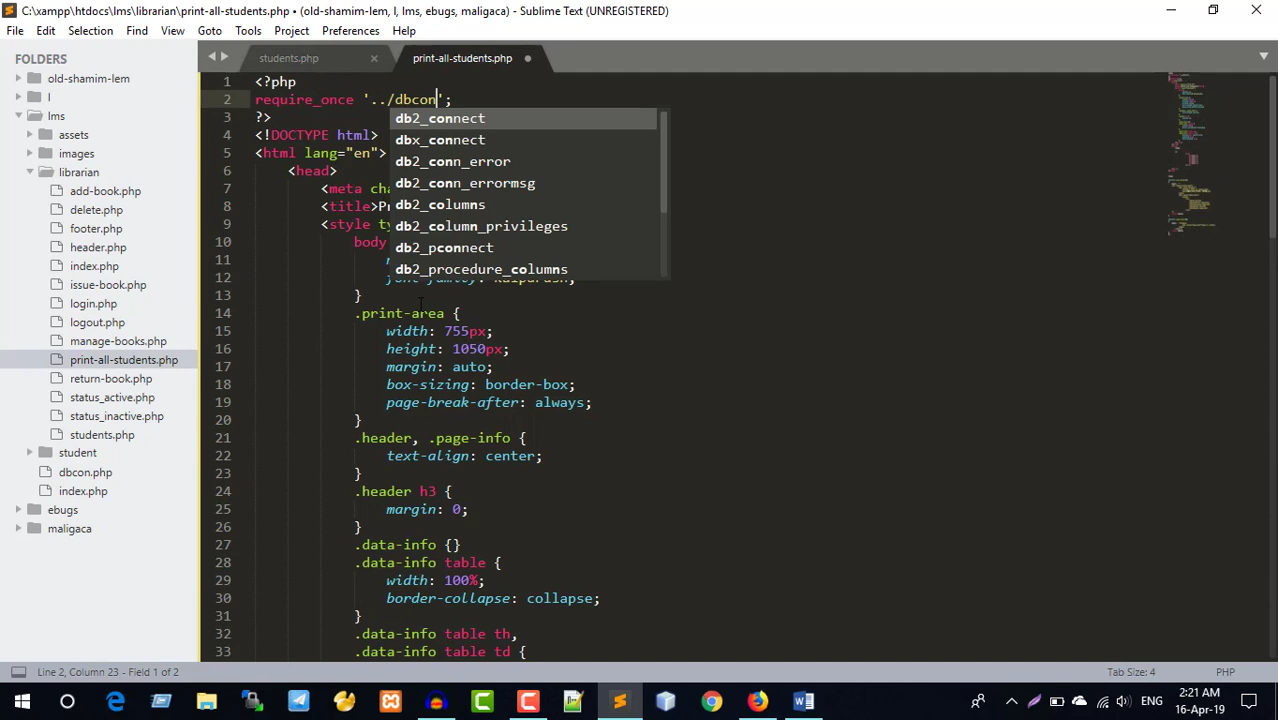 C:\xampp\htdocs\lms\librarian\print-all-students.php • (old-shamim-lem, l, lms, ebugs, maligaca) - Sublime Text (UNREGISTERED)
File Edit Selection Find View Goto Tools Project Preferences Help
FOLDERS
old-shamim-lem
l
lms
assets
images
librarian
add-book.php
delete.php
footer.php
header.php
index.php
issue-book.php
login.php
logout.php
manage-books.php
print-all-students.php
return-book.php
status_active.php
status_inactive.php
students.php
student
dbcon.php
index.php
ebugs
maligaca
students.php
print-all-students.php
1 <?php
2 require_once '../dbcon';
3 ?>
4 <!DOCTYPE html>
5 <html lang="en">
6 <head>
7 <meta cha
8 <title>Pr
9 <style ty
10 body
11
12
13 }
14 .print-area {
15 width: 755px;
16 height: 1050px;
17 margin: auto;
18 box-sizing: border-box;
19 page-break-after: always;
20 }
21 .header, .page-info {
22 text-align: center;
23 }
24 .header h3 {
25 margin: 0;
26 }
27 .data-info {}
28 .data-info table {
29 width: 100%;
30 border-collapse: collapse;
31 }
32 .data-info table th,
33 .data-info table td {
db2_connect
dbx_connect
db2_conn_error
db2_conn_errormsg
db2_columns
db2_column_privileges
db2_pconnect
db2_procedure_columns
Line 2, Column 23 - Field 1 of 2
Tab Size: 4
PHP
ENG
2:21 AM
16-Apr-19